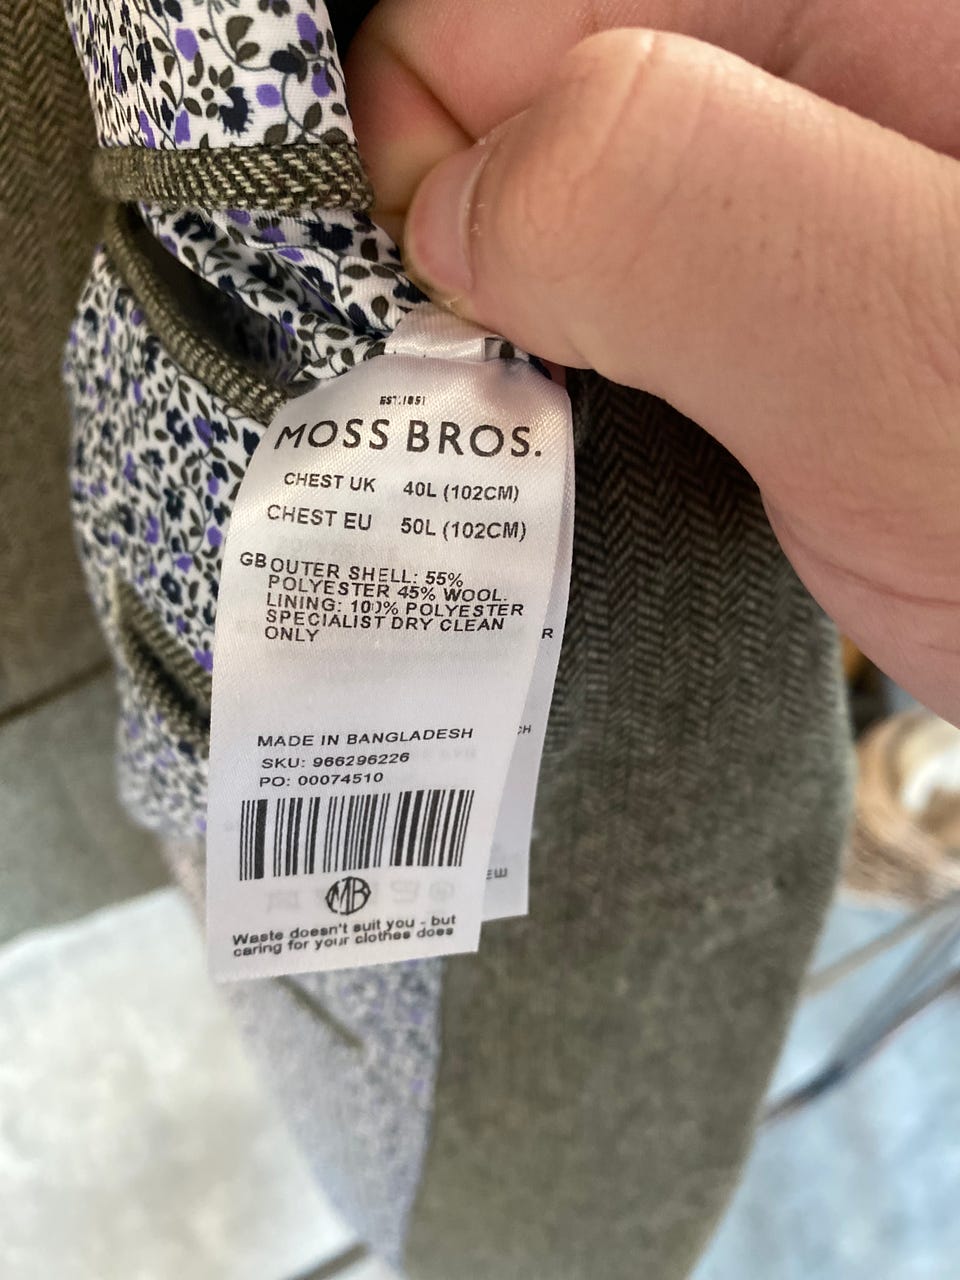 EST.1851
MOSS BROS.
CHEST UK 40L (102CM)
CHEST EU 50L (102CM)
GB OUTER SHELL: 55%
POLYESTER 45% WOOL.
LINING: 100% POLYESTER
SPECIALIST DRY CLEAN
ONLY
R
CH
EW
MADE IN BANGLADESH
SKU: 966296226
PO: 00074510
MB
Waste doesn't suit you - but
caring for your clothes does